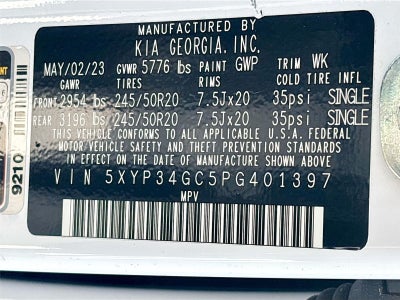 MANUFACTURED BY
KIA GEORGIA, INC.
MAY/02/23 GVWR 5776 lbs PAINT GWP TRIM WK
GAWR TIRES RIMS COLD TIRE INFL
FRONT 2954 lbs 245/50R20 7.5Jx20 35psi SINGLE
REAR 3196 lbs 245/50R20 7.5Jx20 35psi SINGLE
THIS VEHICLE CONFORMS TO ALL APPLICABLE U.S.A. FEDERAL
MOTOR VEHICLE SAFETY AND THEFT PREVENTION STANDARDS
IN EFFECT ON THE DATE OF MANUFACTURE SHOWN ABOVE.
VIN 5XYP34GC5PG401397
MPV
9210